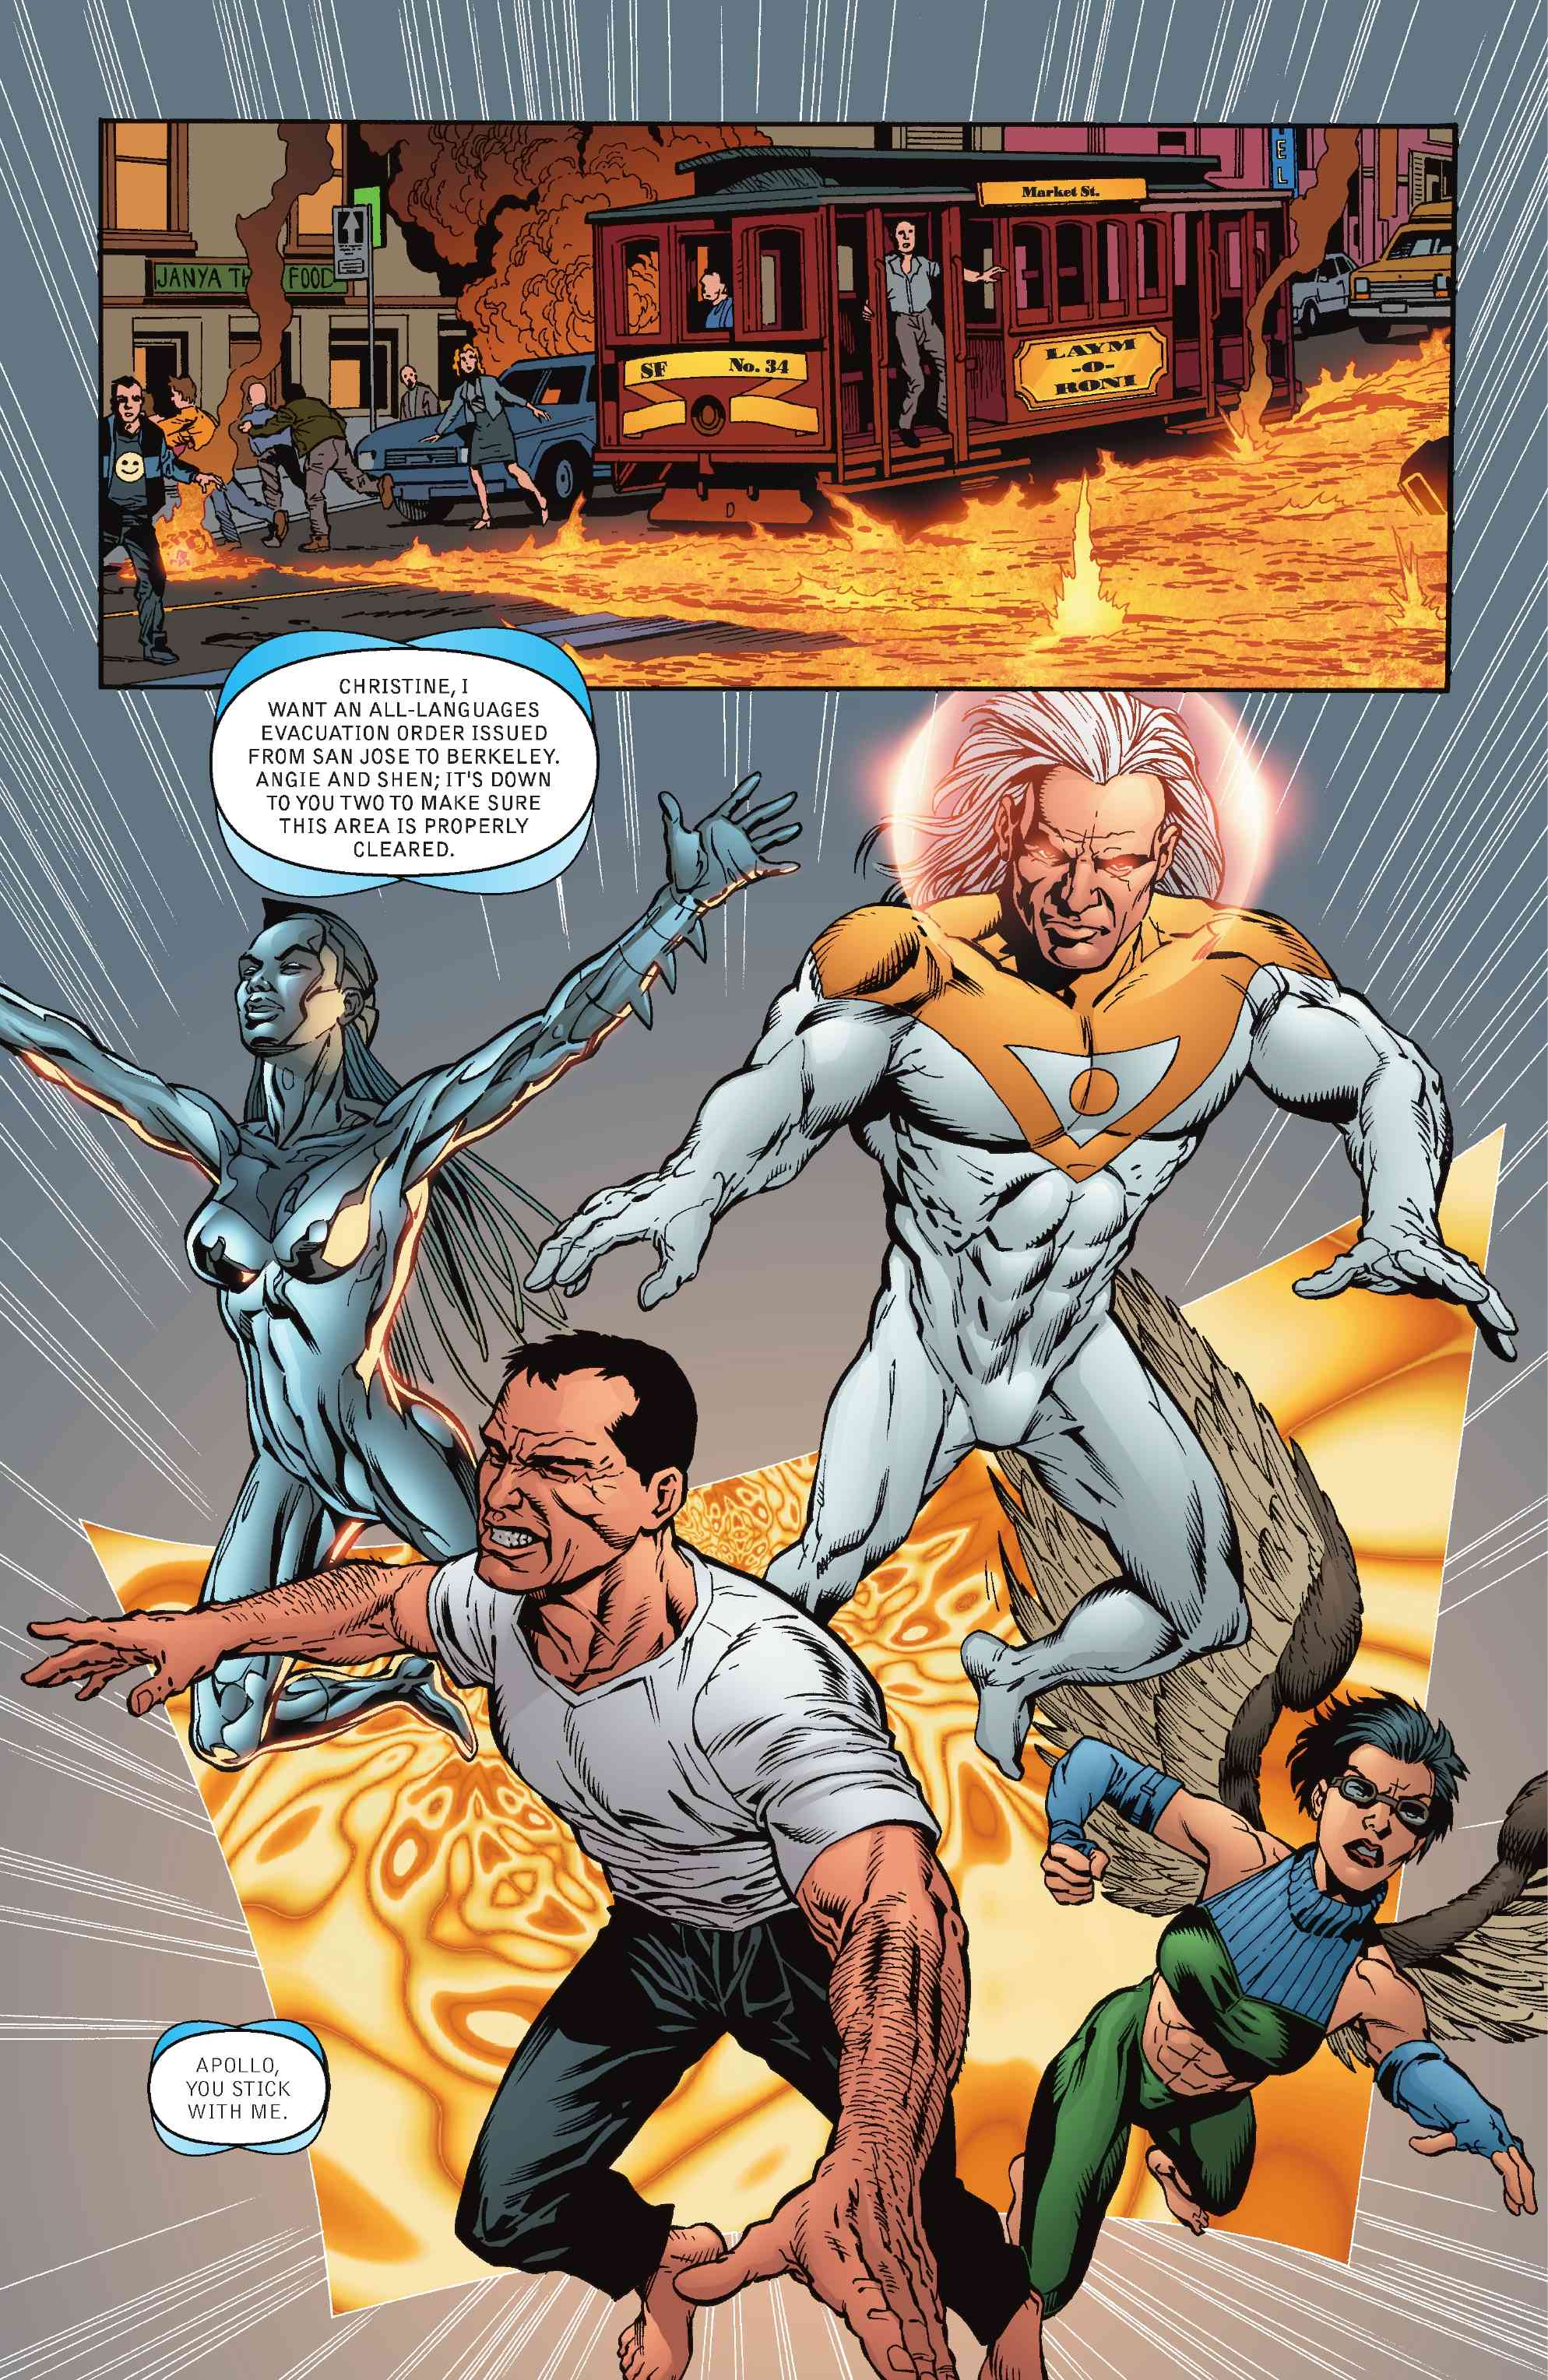 HEL
Market St.
JANYA TH FOOD
SF No. 34
LAYM
-O-
RONI
D
CHRISTINE, I
WANT AN ALL-LANGUAGES
EVACUATION ORDER ISSUED
FROM SAN JOSE TO BERKELEY.
ANGIE AND SHEN; IT'S DOWN
TO YOU TWO TO MAKE SURE
THIS AREA IS PROPERLY
CLEARED.
APOLLO,
YOU STICK
WITH ME.